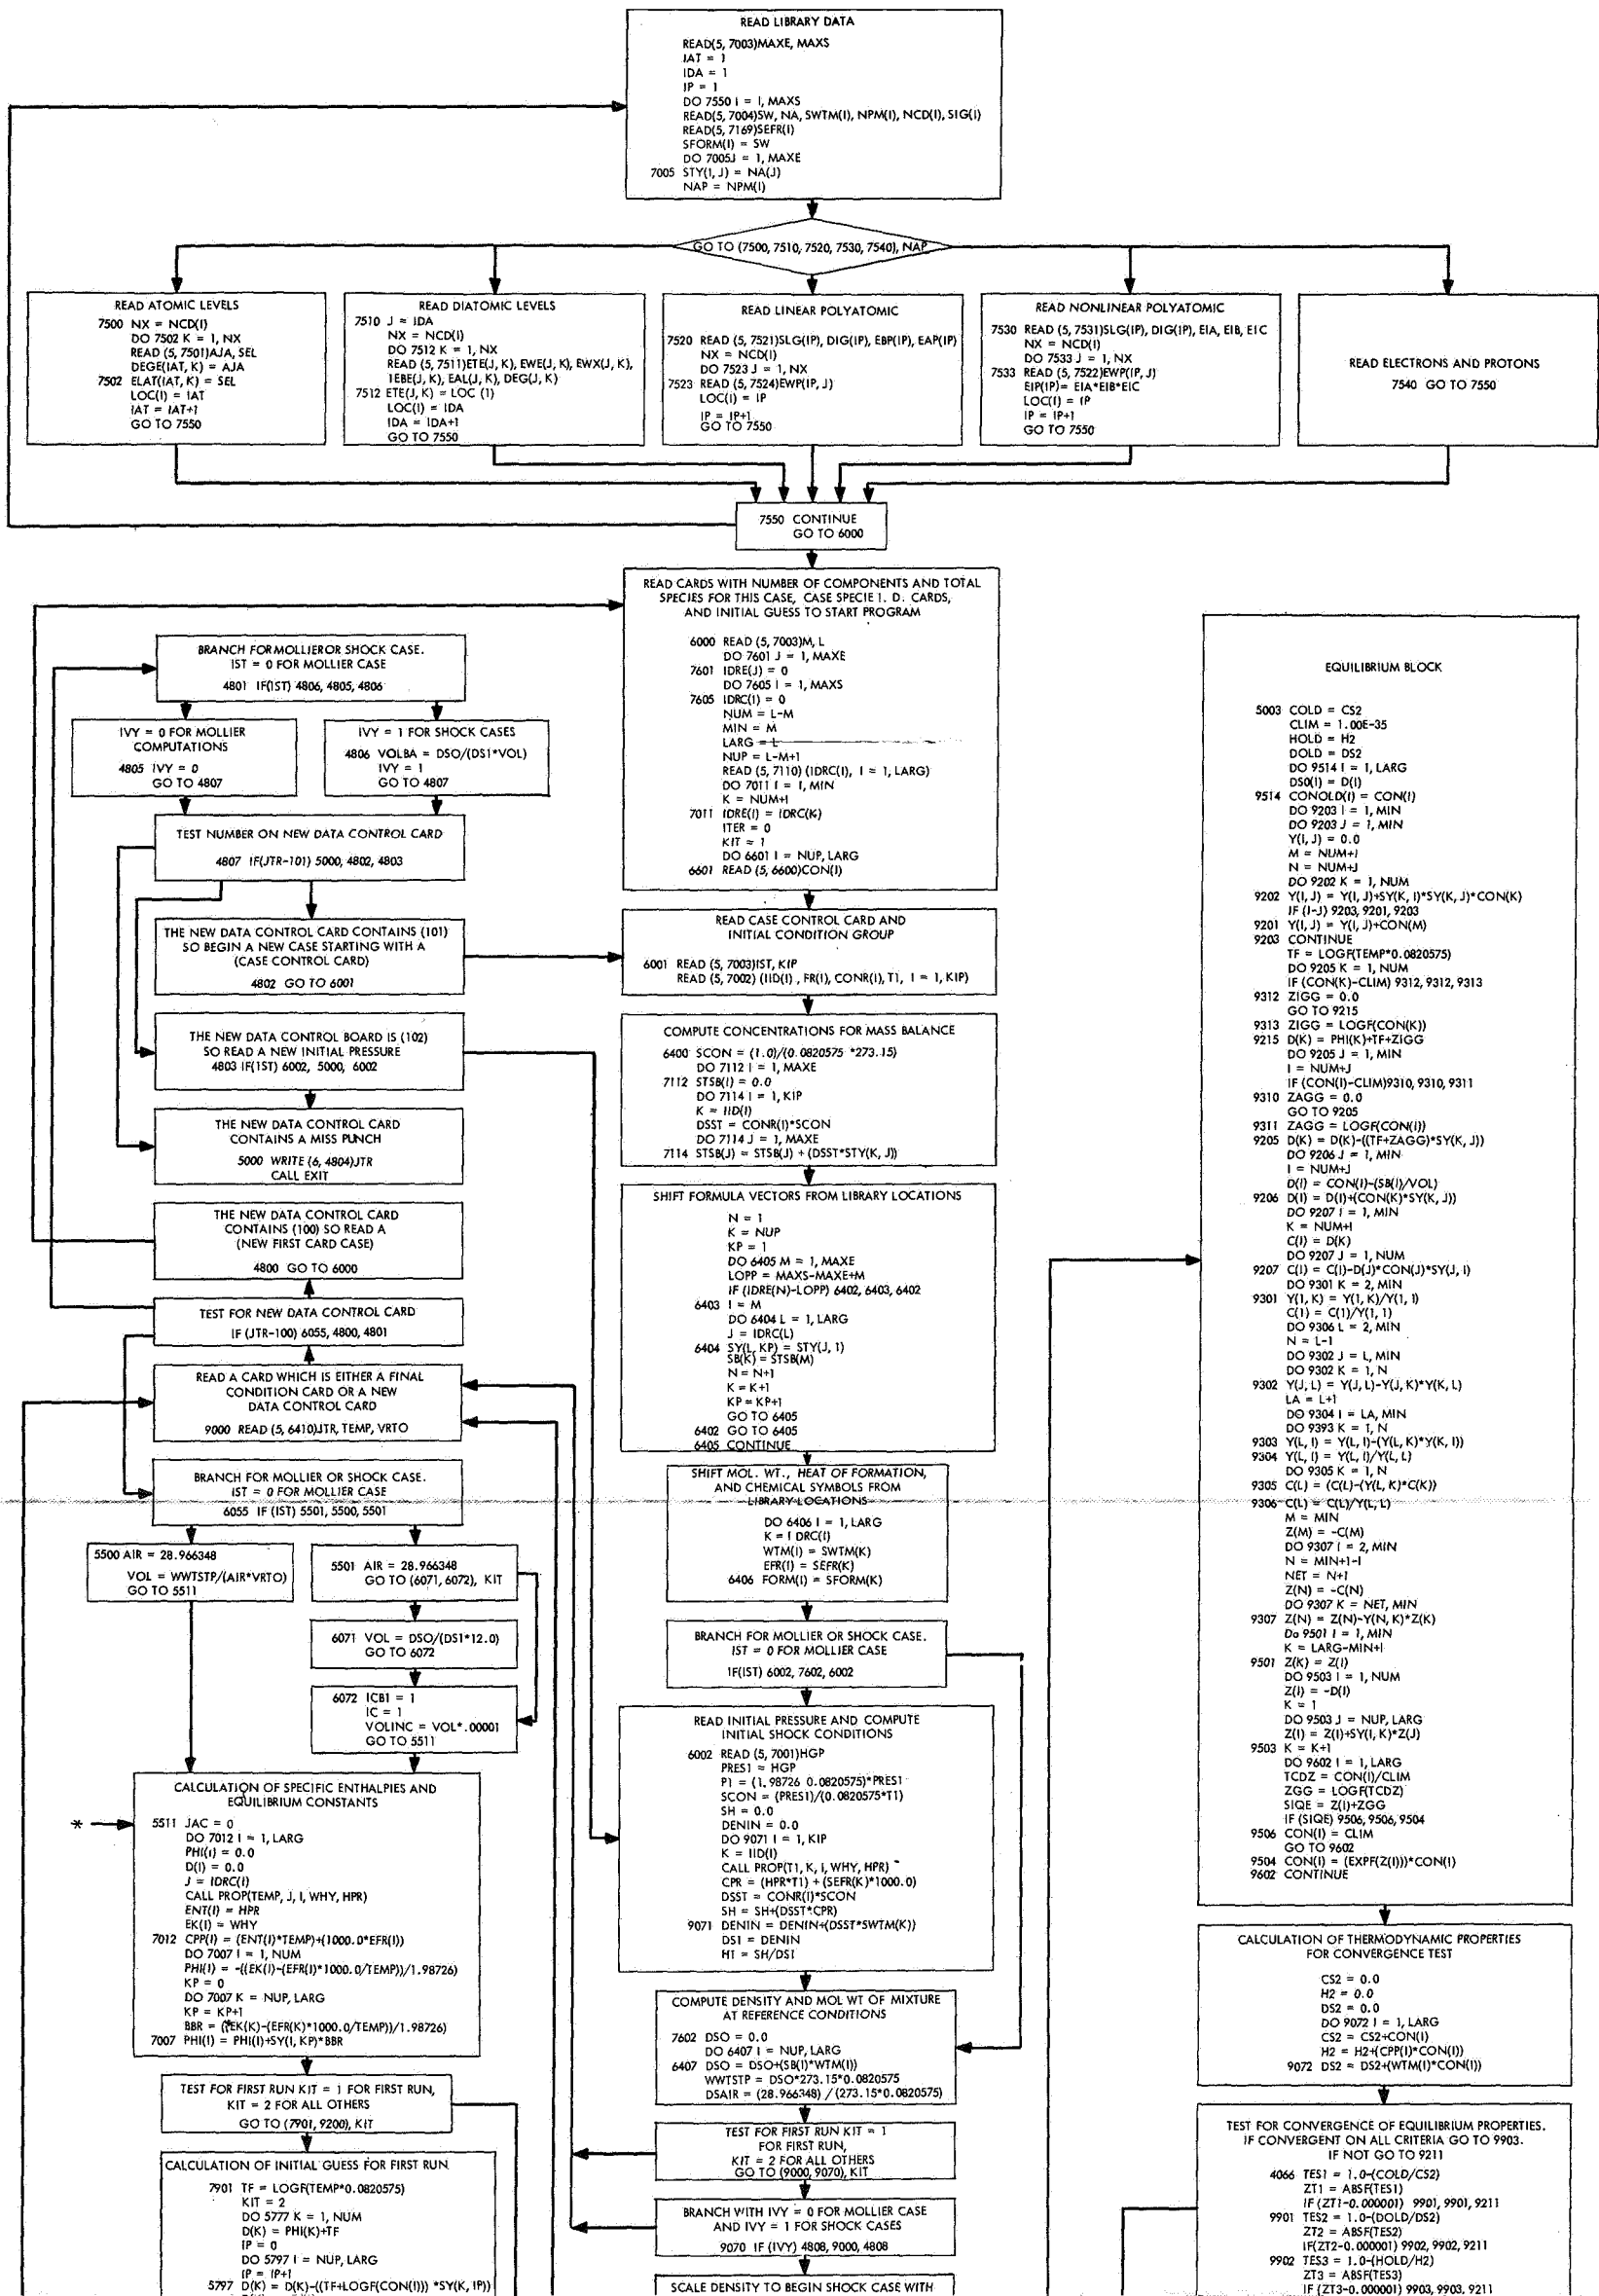 READ LIBRARY DATA
READ(5, 7003)MAXE, MAXS
IAT = 1
IDA = 1
IP = 1
DO 7550 I = I, MAXS
READ(5, 7004)SW, NA, SWTM(I), NPM(I), NCD(I), SIG(I)
READ(5, 7169)SEFR(I)
SFORM(I) = SW
DO 7005J = 1, MAXE
7005 STY(1, J) = NA(J)
NAP = NPM(I)
GO TO (7500, 7510, 7520, 7530, 7540), NAP
READ ATOMIC LEVELS
7500 NX = NCD(I)
DO 7502 K = 1, NX
READ (5, 7501)AJA, SEL
DEGE(IAT, K) = AJA
7502 ELAT(IAT, K) = SEL
LOC(I) = IAT
IAT = IAT+1
GO TO 7550
READ DIATOMIC LEVELS
7510 J = IDA
NX = NCD(I)
DO 7512 K = 1, NX
READ (5, 7511)ETE(J, K), EWE(J, K), EWX(J, K),
1EBE(J, K), EAL(J, K), DEG(J, K)
7512 ETE(J, K) = LOC (1)
LOC(I) = IDA
IDA = IDA+1
GO TO 7550
READ LINEAR POLYATOMIC
7520 READ (5, 7521)SLG(IP), DIG(IP), EBP(IP), EAP(IP)
NX = NCD(I)
DO 7523 J = 1, NX
7523 READ (5, 7524)EWP(IP, J)
LOC(I) = IP
IP = IP+1
GO TO 7550
READ NONLINEAR POLYATOMIC
7530 READ (5, 7531)SLG(IP), DIG(IP), EIA, EIB, EIC
NX = NCD(I)
DO 7533 J = 1, NX
7533 READ (5, 7522)EWP(IP, J)
EIP(IP)= EIA*EIB*EIC
LOC(I) = IP
IP = IP+1
GO TO 7550
READ ELECTRONS AND PROTONS
7540 GO TO 7550
7550 CONTINUE
GO TO 6000
READ CARDS WITH NUMBER OF COMPONENTS AND TOTAL
SPECIES FOR THIS CASE, CASE SPECIE I. D. CARDS,
AND INITIAL GUESS TO START PROGRAM
6000 READ (5, 7003)M, L
DO 7601 J = 1, MAXE
7601 IDRE(J) = 0
DO 7605 I = 1, MAXS
7605 IDRC(I) = 0
NUM = L-M
MIN = M
LARG = L
NUP = L-M+1
READ (5, 7110) (IDRC(I), I = 1, LARG)
DO 7011 I = 1, MIN
K = NUM+I
7011 IDRE(I) = IDRC(K)
ITER = 0
KIT = 1
DO 6601 I = NUP, LARG
6601 READ (5, 6600)CON(I)
READ CASE CONTROL CARD AND
INITIAL CONDITION GROUP
6001 READ (5, 7003)IST, KIP
READ (5, 7002) (IID(I) , FR(I), CONR(I), T1, I = 1, KIP)
COMPUTE CONCENTRATIONS FOR MASS BALANCE
6400 SCON = (1.0)/(0.0820575 *273.15)
DO 7112 I = 1, MAXE
7112 STSB(I) = 0.0
DO 7114 I = 1, KIP
K = IID(I)
DSST = CONR(I)*SCON
DO 7114 J = 1, MAXE
7114 STSB(J) = STSB(J) + (DSST*STY(K, J))
SHIFT FORMULA VECTORS FROM LIBRARY LOCATIONS
N = 1
K = NUP
KP = 1
DO 6405 M = 1, MAXE
LOPP = MAXS-MAXE+M
IF (IDRE(N)-LOPP) 6402, 6403, 6402
6403 I = M
DO 6404 L = 1, LARG
J = IDRC(L)
6404 SY(L, KP) = STY(J, 1)
SB(K) = STSB(M)
N = N+1
K = K+1
KP = KP+1
GO TO 6405
6402 GO TO 6405
6405 CONTINUE
SHIFT MOL. WT., HEAT OF FORMATION,
AND CHEMICAL SYMBOLS FROM
LIBRARY LOCATIONS
DO 6406 I = 1, LARG
K = I DRC(I)
WTM(I) = SWTM(K)
EFR(I) = SEFR(K)
6406 FORM(I) = SFORM(K)
BRANCH FOR MOLLIER OR SHOCK CASE.
IST = 0 FOR MOLLIER CASE
IF(IST) 6002, 7602, 6002
READ INITIAL PRESSURE AND COMPUTE
INITIAL SHOCK CONDITIONS
6002 READ (5, 7001)HGP
PRES1 = HGP
P1 = (1.98726 0.0820575)*PRES1
SCON = (PRES1)/(0.0820575*T1)
SH = 0.0
DENIN = 0.0
DO 9071 I = 1, KIP
K = IID(I)
CALL PROP(T1, K, I, WHY, HPR)
CPR = (HPR*T1) + (SEFR(K)*1000.0)
DSST = CONR(I)*SCON
SH = SH+(DSST*CPR)
9071 DENIN = DENIN+(DSST*SWTM(K))
DS1 = DENIN
H1 = SH/DS1
COMPUTE DENSITY AND MOL WT OF MIXTURE
AT REFERENCE CONDITIONS
7602 DSO = 0.0
DO 6407 I = NUP, LARG
6407 DSO = DSO+(SB(I)*WTM(I))
WWTSTP = DSO*273.15*0.0820575
DSAIR = (28.966348) / (273.15*0.0820575)
TEST FOR FIRST RUN KIT = 1
FOR FIRST RUN,
KIT = 2 FOR ALL OTHERS
GO TO (9000, 9070), KIT
BRANCH WITH IVY = 0 FOR MOLLIER CASE
AND IVY = 1 FOR SHOCK CASES
9070 IF (IVY) 4808, 9000, 4808
SCALE DENSITY TO BEGIN SHOCK CASE WITH
BRANCH FOR MOLLIER OR SHOCK CASE.
IST = 0 FOR MOLLIER CASE
4801 IF(IST) 4806, 4805, 4806
IVY = 0 FOR MOLLIER
COMPUTATIONS
4805 IVY = 0
GO TO 4807
IVY = 1 FOR SHOCK CASES
4806 VOLBA = DSO/(DS1*VOL)
IVY = 1
GO TO 4807
TEST NUMBER ON NEW DATA CONTROL CARD
4807 IF(JTR-101) 5000, 4802, 4803
THE NEW DATA CONTROL CARD CONTAINS (101)
SO BEGIN A NEW CASE STARTING WITH A
(CASE CONTROL CARD)
4802 GO TO 6001
THE NEW DATA CONTROL BOARD IS (102)
SO READ A NEW INITIAL PRESSURE
4803 IF(IST) 6002, 5000, 6002
THE NEW DATA CONTROL CARD
CONTAINS A MISS PUNCH
5000 WRITE (6, 4804)JTR
CALL EXIT
THE NEW DATA CONTROL CARD
CONTAINS (100) SO READ A
(NEW FIRST CARD CASE)
4800 GO TO 6000
TEST FOR NEW DATA CONTROL CARD
IF (JTR-100) 6055, 4800, 4801
READ A CARD WHICH IS EITHER A FINAL
CONDITION CARD OR A NEW
DATA CONTROL CARD
9000 READ (5, 6410)JTR, TEMP, VRTO
BRANCH FOR MOLLIER OR SHOCK CASE.
IST = 0 FOR MOLLIER CASE
6055 IF (IST) 5501, 5500, 5501
5500 AIR = 28.966348
VOL = WWTSTP/(AIR*VRTO)
GO TO 5511
5501 AIR = 28.966348
GO TO (6071, 6072), KIT
6071 VOL = DSO/(DS1*12.0)
GO TO 6072
6072 ICB1 = 1
IC = 1
VOLINC = VOL*.00001
GO TO 5511
CALCULATION OF SPECIFIC ENTHALPIES AND
EQUILIBRIUM CONSTANTS
*
5511 JAC = 0
DO 7012 I = 1, LARG
PHI(I) = 0.0
D(I) = 0.0
J = IDRC(I)
CALL PROP(TEMP, J, I, WHY, HPR)
ENT(I) = HPR
EK(I) = WHY
7012 CPP(I) = (ENT(I)*TEMP)+(1000.0*EFR(I))
DO 7007 I = 1, NUM
PHI(I) = -((EK(I)-(EFR(I)*1000.0/TEMP))/1.98726)
KP = 0
DO 7007 K = NUP, LARG
KP = KP+1
BBR = ((EK(K)-(EFR(K)*1000.0/TEMP))/1.98726)
7007 PHI(I) = PHI(I)+SY(I, KP)*BBR
TEST FOR FIRST RUN KIT = 1 FOR FIRST RUN,
KIT = 2 FOR ALL OTHERS
GO TO (7901, 9200), KIT
CALCULATION OF INITIAL GUESS FOR FIRST RUN
7901 TF = LOGF(TEMP*0.0820575)
KIT = 2
DO 5777 K = 1, NUM
D(K) = PHI(K)+TF
IP = 0
DO 5797 I = NUP, LARG
IP = IP+1
5797 D(K) = D(K)-((TF+LOGF(CON(I))) *SY(K, IP))
EQUILIBRIUM BLOCK
5003 COLD = CS2
CLIM = 1.00E-35
HOLD = H2
DOLD = DS2
DO 9514 I = 1, LARG
DS0(1) = D(I)
9514 CONOLD(I) = CON(I)
DO 9203 I = 1, MIN
DO 9203 J = 1, MIN
Y(I, J) = 0.0
M = NUM+I
N = NUM+J
DO 9202 K = 1, NUM
9202 Y(I, J) = Y(I, J)+SY(K, I)*SY(K, J)*CON(K)
IF (I-J) 9203, 9201, 9203
9201 Y(I, J) = Y(I, J)+CON(M)
9203 CONTINUE
TF = LOGF(TEMP*0.0820575)
DO 9205 K = 1, NUM
IF (CON(K)-CLIM) 9312, 9312, 9313
9312 ZIGG = 0.0
GO TO 9215
9313 ZIGG = LOGF(CON(K))
9215 D(K) = PHI(K)+TF+ZIGG
DO 9205 J = 1, MIN
I = NUM+J
IF (CON(I)-CLIM)9310, 9310, 9311
9310 ZAGG = 0.0
GO TO 9205
9311 ZAGG = LOGF(CON(I))
9205 D(K) = D(K)-((TF+ZAGG)*SY(K, J))
DO 9206 J = 1, MIN
I = NUM+J
D(I) = CON(I)-(SB(I)/VOL)
9206 D(I) = D(I)+(CON(K)*SY(K, J))
DO 9207 I = 1, MIN
K = NUM+I
C(I) = D(K)
DO 9207 J = 1, NUM
9207 C(I) = C(I)-D(J)*CON(J)*SY(J, I)
DO 9301 K = 2, MIN
9301 Y(1, K) = Y(1, K)/Y(1, 1)
C(1) = C(1)/Y(1, 1)
DO 9306 L = 2, MIN
N = L-1
DO 9302 J = L, MIN
DO 9302 K = 1, N
9302 Y(J, L) = Y(J, L)-Y(J, K)*Y(K, L)
LA = L+1
DO 9304 I = LA, MIN
DO 9393 K = 1, N
9303 Y(L, I) = Y(L, I)-(Y(L, K)*Y(K, I))
9304 Y(L, I) = Y(L, I)/Y(L, L)
DO 9305 K = 1, N
9305 C(L) = (C(L)-(Y(L, K)*C(K))
9306 C(L) = C(L)/Y(L, L)
M = MIN
Z(M) = -C(M)
DO 9307 I = 2, MIN
N = MIN+1-I
NET = N+1
Z(N) = -C(N)
DO 9307 K = NET, MIN
9307 Z(N) = Z(N)-Y(N, K)*Z(K)
Do 9501 I = 1, MIN
K = LARG-MIN+I
9501 Z(K) = Z(I)
DO 9503 I = 1, NUM
Z(I) = -D(I)
K = 1
DO 9503 J = NUP, LARG
Z(I) = Z(I)+SY(I, K)*Z(J)
9503 K = K+1
DO 9602 I = 1, LARG
TCDZ = CON(I)/CLIM
ZGG = LOGF(TCDZ)
SIQE = Z(I)+ZGG
IF (SIQE) 9506, 9506, 9504
9506 CON(I) = CLIM
GO TO 9602
9504 CON(I) = (EXPF(Z(I)))*CON(I)
9602 CONTINUE
CALCULATION OF THERMODYNAMIC PROPERTIES
FOR CONVERGENCE TEST
CS2 = 0.0
H2 = 0.0
DS2 = 0.0
DO 9072 I = 1, LARG
CS2 = CS2+CON(I)
H2 = H2+(CPP(I)*CON(I))
9072 DS2 = DS2+(WTM(I)*CON(I))
TEST FOR CONVERGENCE OF EQUILIBRIUM PROPERTIES.
IF CONVERGENT ON ALL CRITERIA GO TO 9903.
IF NOT GO TO 9211
4066 TES1 = 1.0-(COLD/CS2)
ZT1 = ABSF(TES1)
IF (ZT1-0.000001) 9901, 9901, 9211
9901 TES2 = 1.0-(DOLD/DS2)
ZT2 = ABSF(TES2)
IF(ZT2-0.000001) 9902, 9902, 9211
9902 TES3 = 1.0-(HOLD/H2)
ZT3 = ABSF(TES3)
IF (ZT3-0.000001) 9903, 9903, 9211